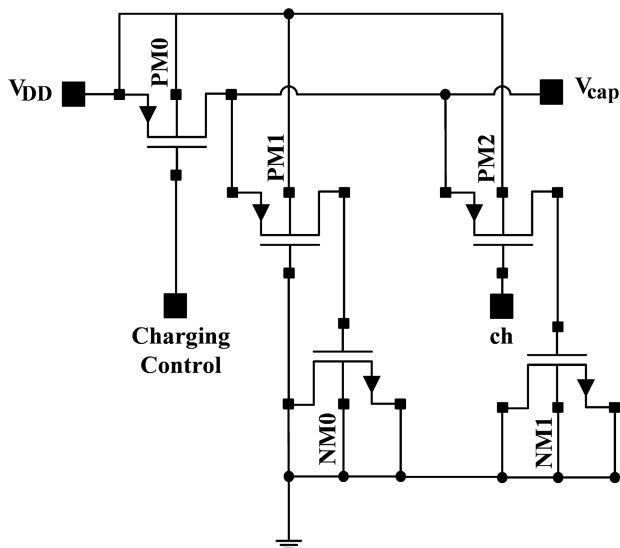 PM0
VDD
Vcap
PM1
PM2
Charging
Control
ch
NM0
NM1